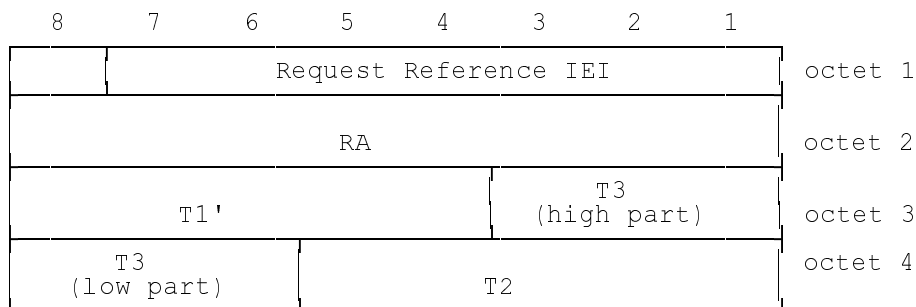 8 7 6 5 4 3 2 1
Request Reference IEI octet 1
RA octet 2
T3
T1' (high part) octet 3
T3 octet 4
(low part) T2